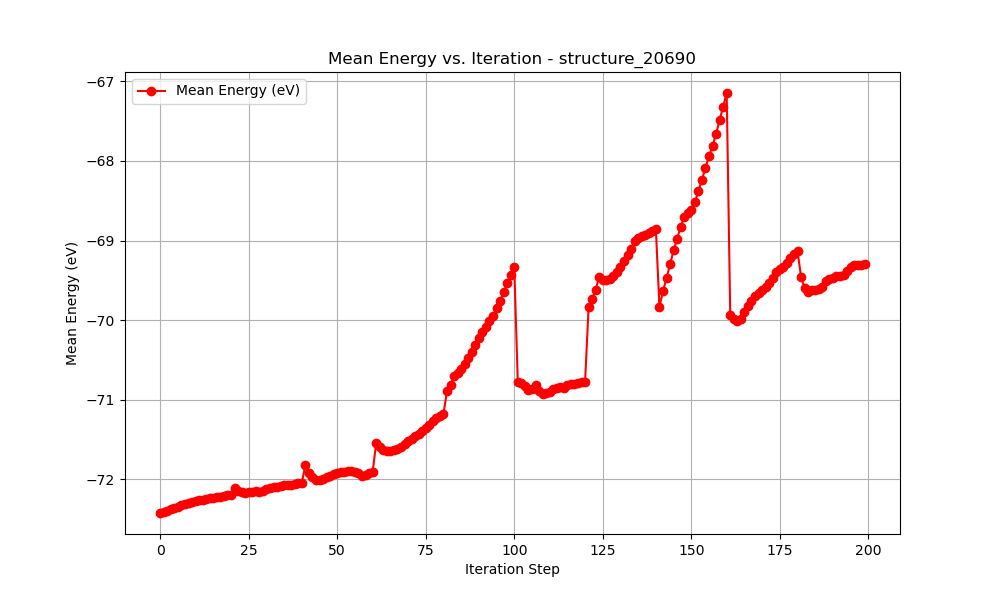 Mean Energy vs. Iteration - structure_20690
Mean Energy (eV)
−67
−68
−69
−70
−71
−72
Mean Energy (eV)
0 25 50 75 100 125 150 175 200
Iteration Step